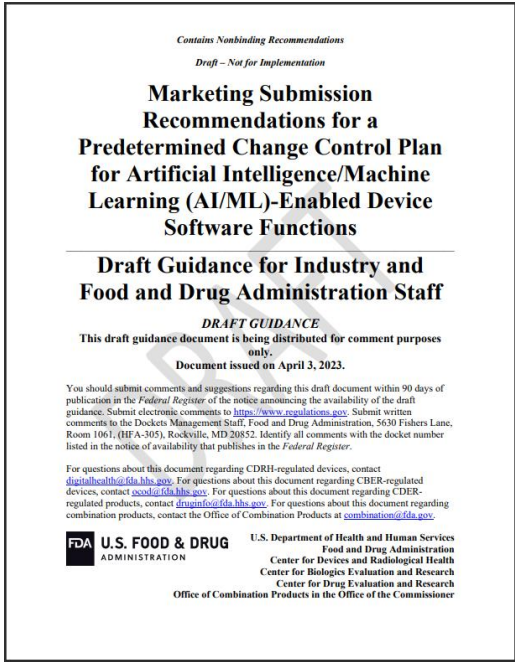 Contains Nonbinding Recommendations
Draft – Not for Implementation
Marketing Submission
Recommendations for a
Predetermined Change Control Plan
for Artificial Intelligence/Machine
Learning (AI/ML)-Enabled Device
Software Functions
Draft Guidance for Industry and
Food and Drug Administration Staff
DRAFT GUIDANCE
This draft guidance document is being distributed for comment purposes
only.
Document issued on April 3, 2023.
You should submit comments and suggestions regarding this draft document within 90 days of
publication in the Federal Register of the notice announcing the availability of the draft
guidance. Submit electronic comments to https://www.regulations.gov. Submit written
comments to the Dockets Management Staff, Food and Drug Administration, 5630 Fishers Lane,
Room 1061, (HFA-305), Rockville, MD 20852. Identify all comments with the docket number
listed in the notice of availability that publishes in the Federal Register.
For questions about this document regarding CDRH-regulated devices, contact
digitalhealth@fda.hhs.gov. For questions about this document regarding CBER-regulated
devices, contact ocod@fda.hhs.gov. For questions about this document regarding CDER-
regulated products, contact druginfo@fda.hhs.gov. For questions about this document regarding
combination products, contact the Office of Combination Products at combination@fda.gov.
FDA U.S. FOOD & DRUG
ADMINISTRATION
U.S. Department of Health and Human Services
Food and Drug Administration
Center for Devices and Radiological Health
Center for Biologics Evaluation and Research
Center for Drug Evaluation and Research
Office of Combination Products in the Office of the Commissioner
DRAFT